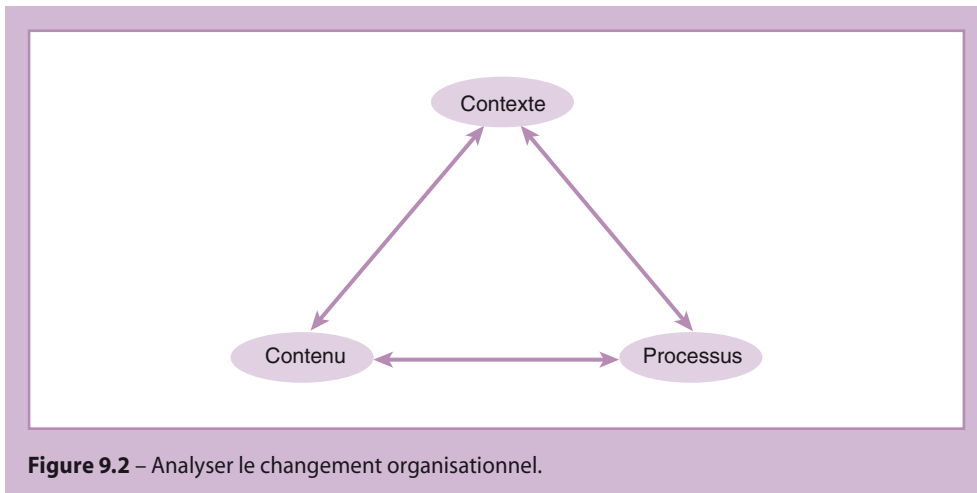 Contexte
Contenu
Processus
Figure 9.2 – Analyser le changement organisationnel.